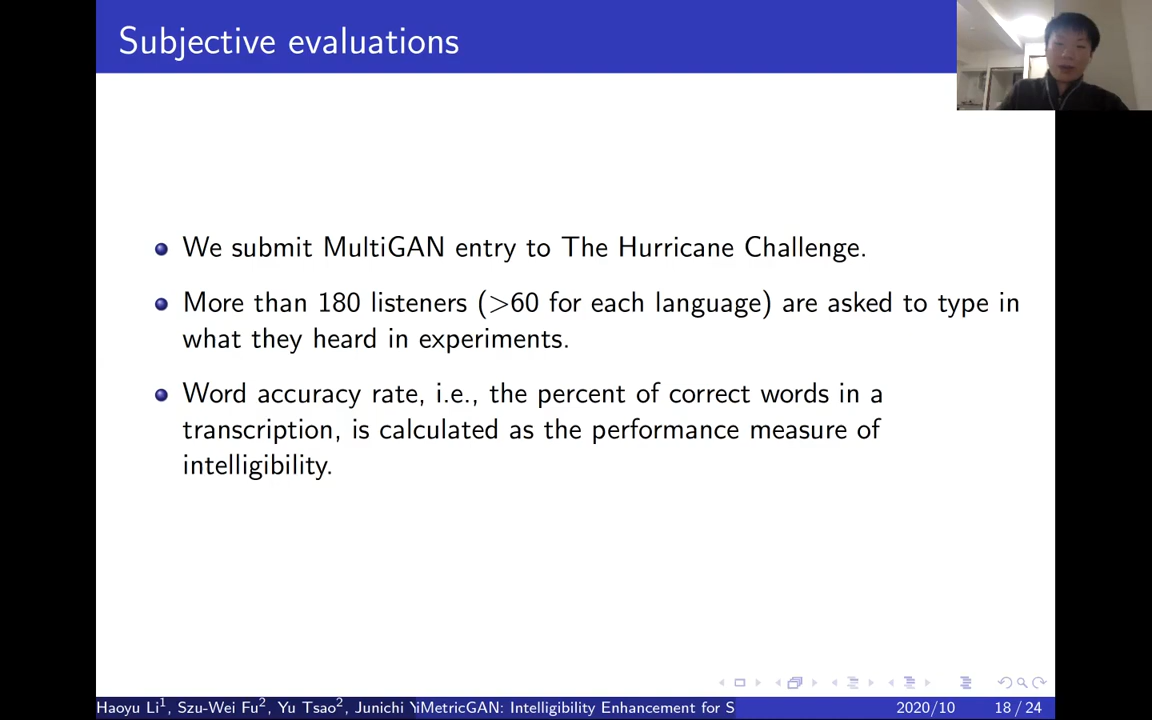 Subjective evaluations
We submit MultiGAN entry to The Hurricane Challenge.
More than 180 listeners (>60 for each language) are asked to type in
what they heard in experiments.
Word accuracy rate, i.e., the percent of correct words in a
transcription, is calculated as the performance measure of
intelligibility.
Haoyu Li¹, Szu-Wei Fu², Yu Tsao², Junichi Y iMetricGAN: Intelligibility Enhancement for S 2020/10 18 / 24